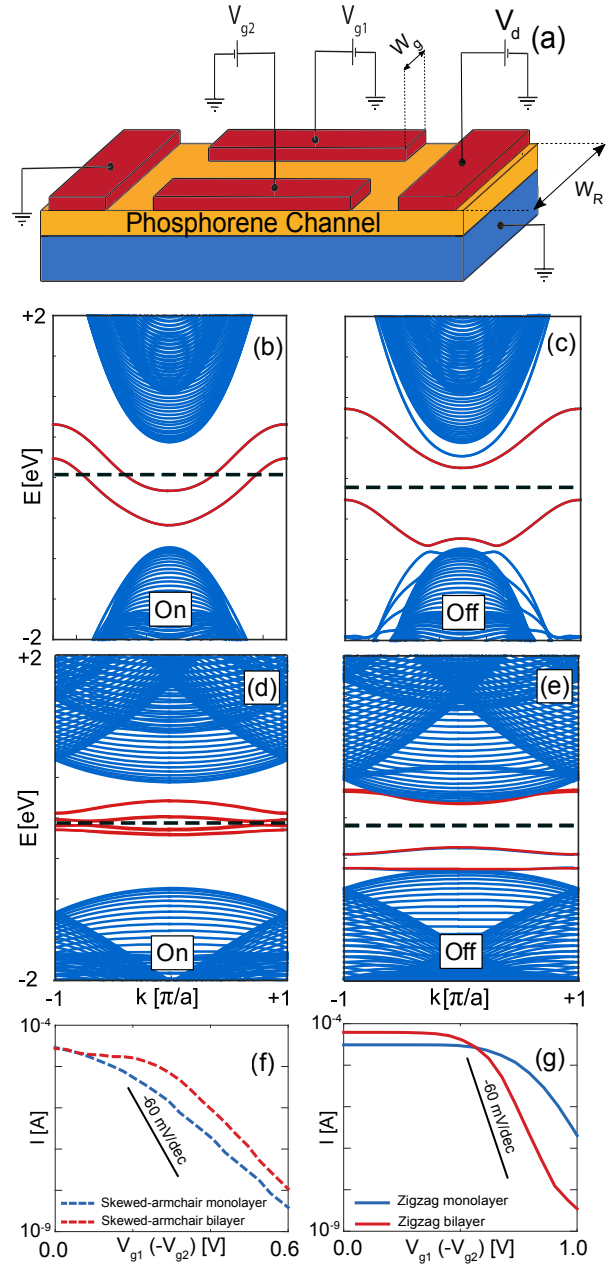 V_g2 V_g1 W_g V_d (a)
Phosphorene Channel
W_R
+2 (b) (c)
E [eV]
On Off
-2
+2 (d) (e)
E [eV]
On Off
-2
-1 k [π/a] +1 -1 k [π/a] +1
10^-4 (f) 10^-4 (g)
I [A] I [A]
-60 mV/dec -60 mV/dec
Skewed-armchair monolayer Zigzag monolayer
Skewed-armchair bilayer Zigzag bilayer
10^-9 10^-9
0.0 V_g1 (-V_g2) [V] 0.6 0.0 V_g1 (-V_g2) [V] 1.0